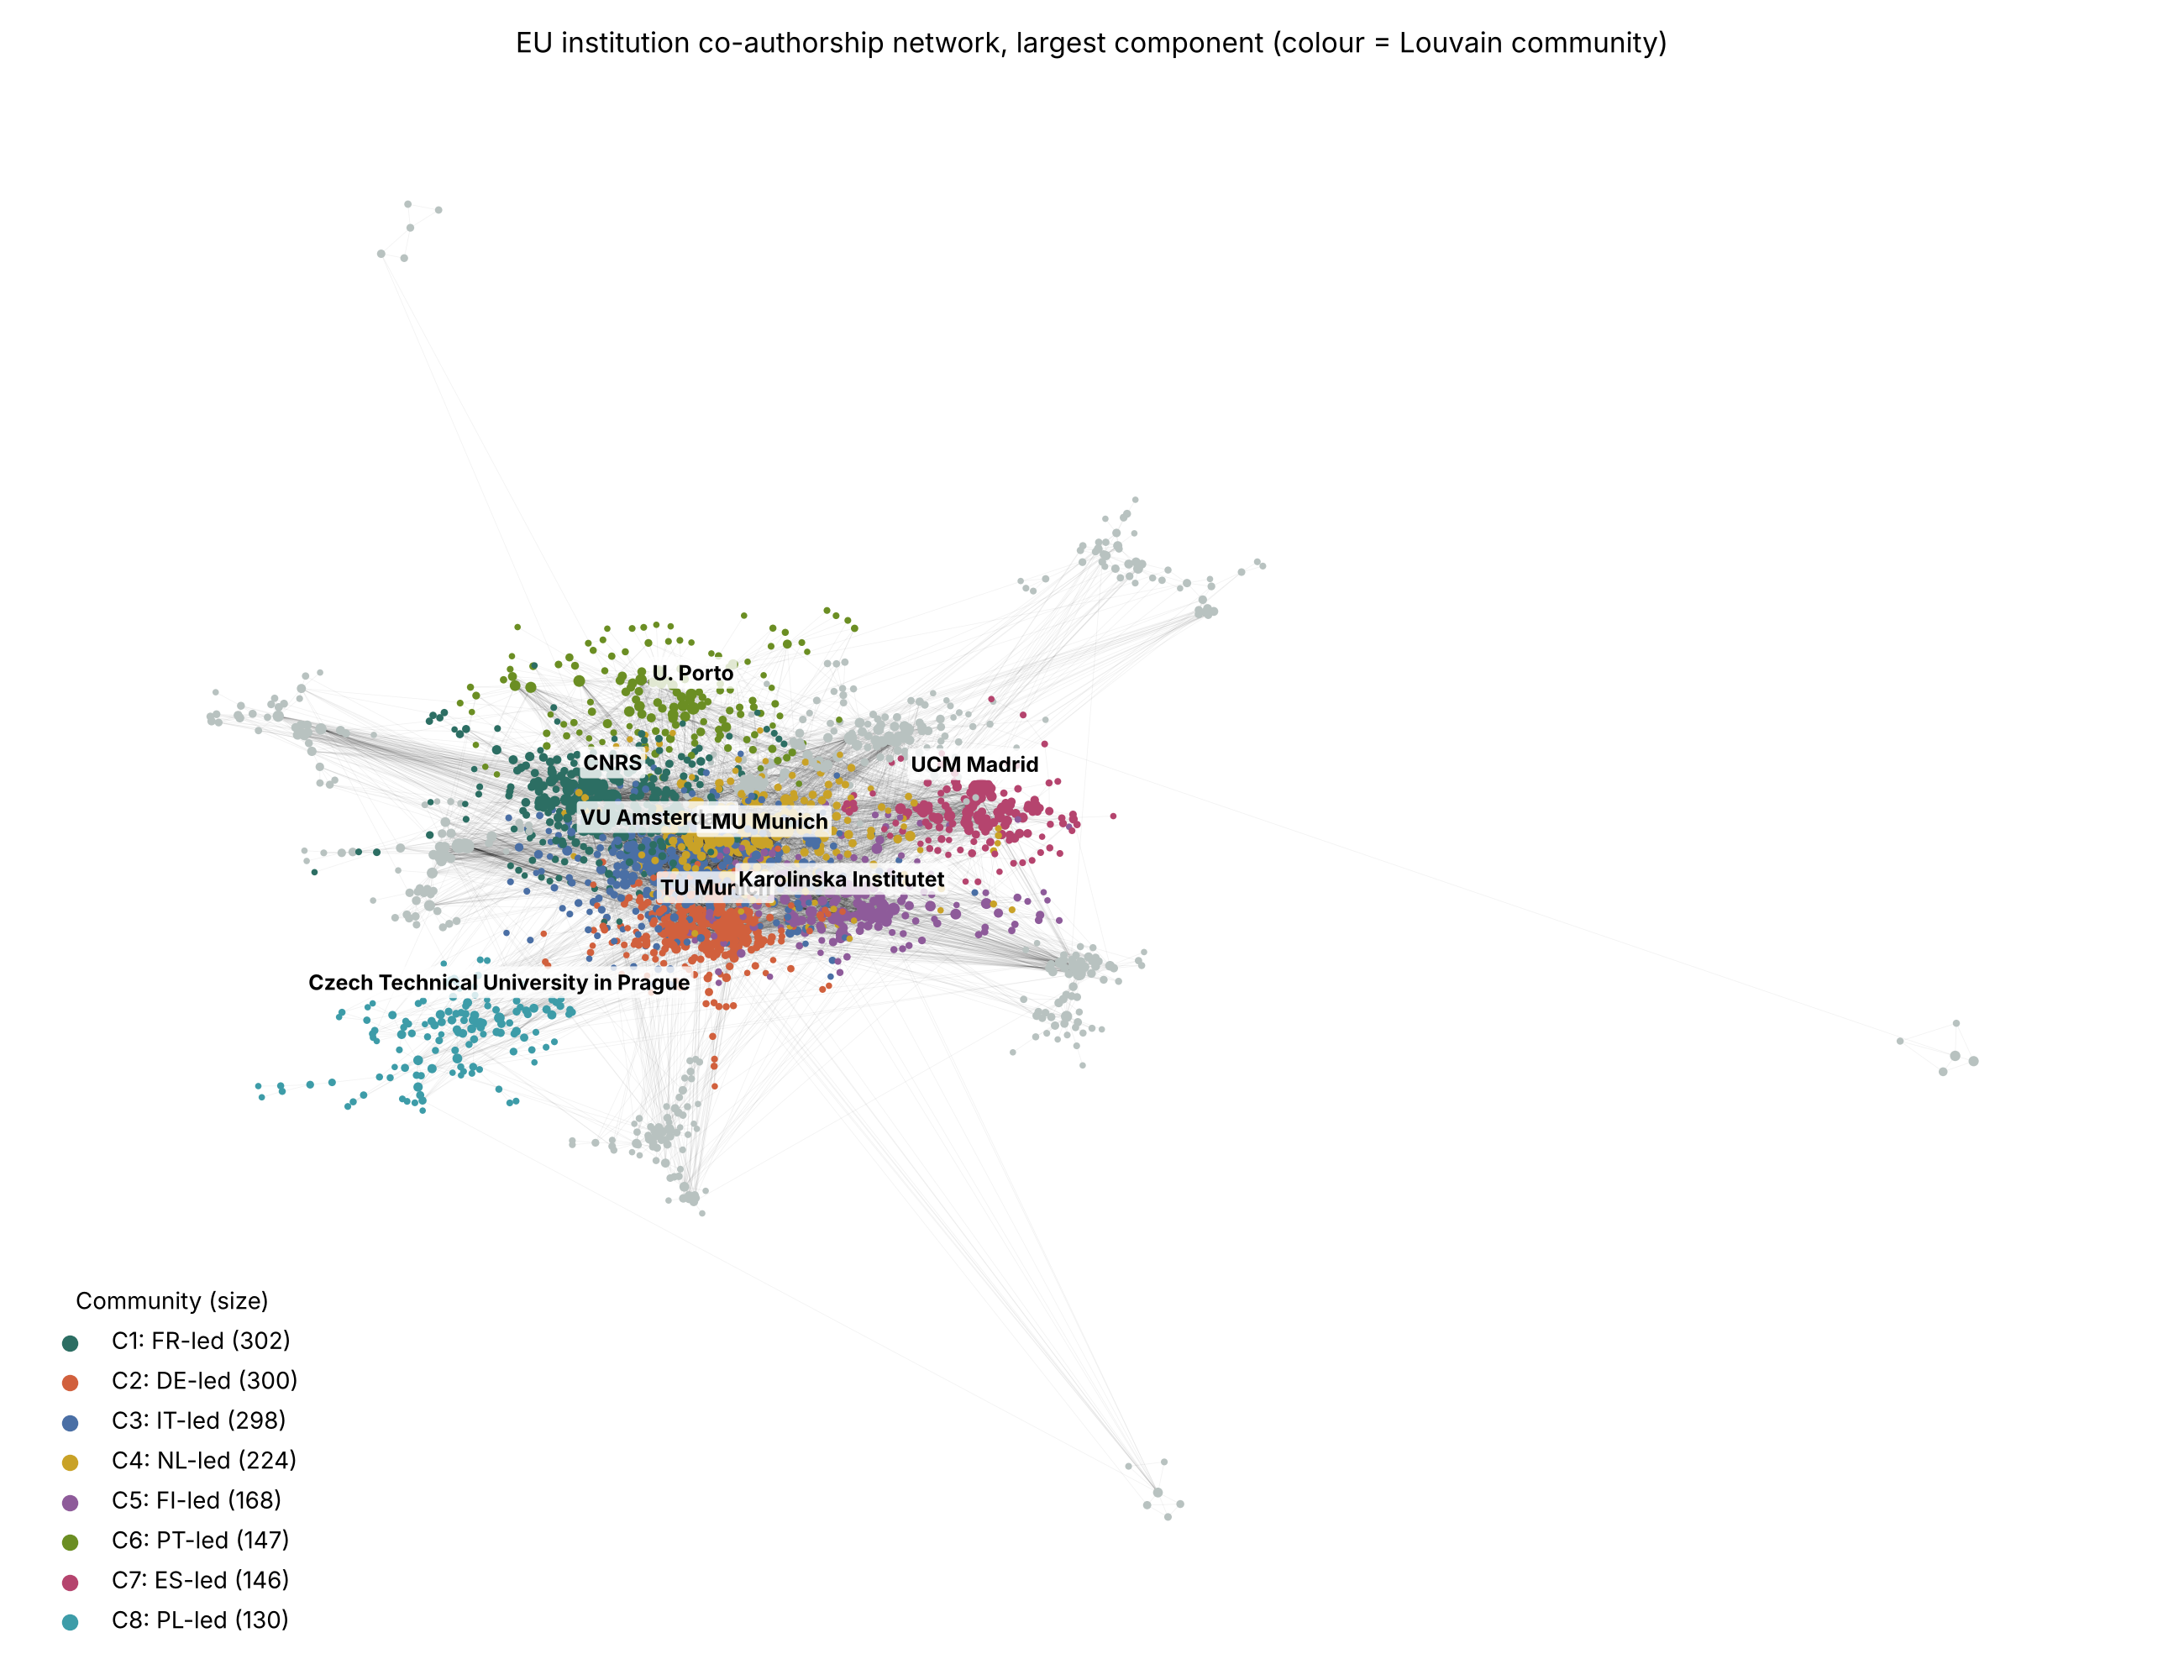 EU institution co-authorship network, largest component (colour = Louvain community)
U. Porto
CNRS
UCM Madrid
VU Amsterda
LMU Munich
Karolinska Institutet
TU Munich
Czech Technical University in Prague
Community (size)
C1: FR-led (302)
C2: DE-led (300)
C3: IT-led (298)
C4: NL-led (224)
C5: FI-led (168)
C6: PT-led (147)
C7: ES-led (146)
C8: PL-led (130)